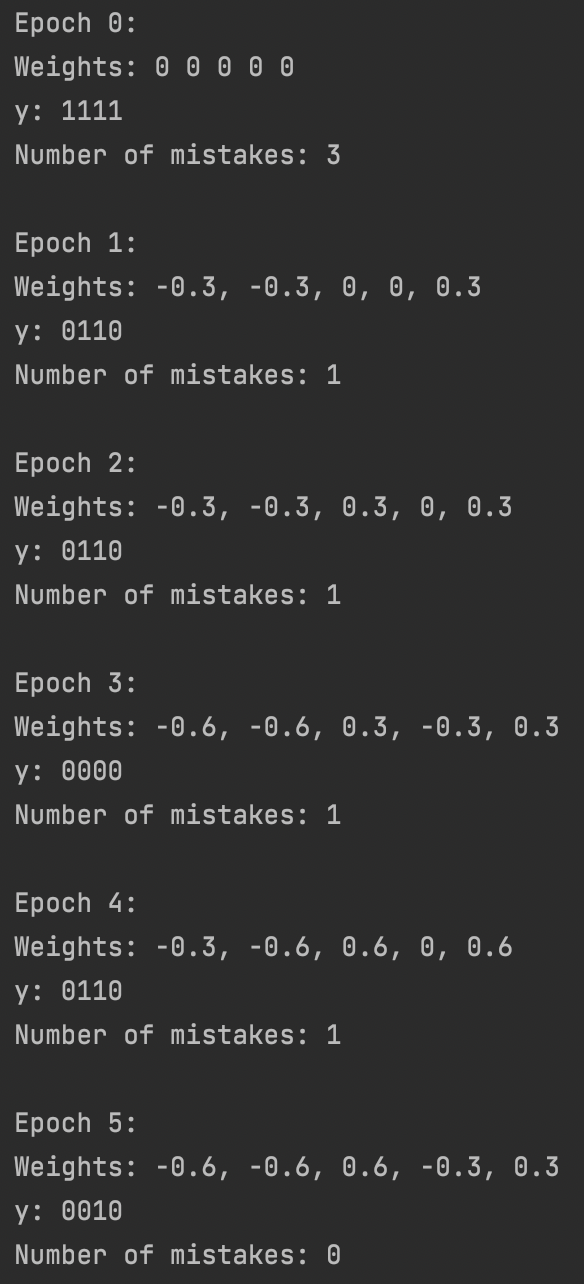 Epoch 0:
Weights: 0 0 0 0 0
y: 1111
Number of mistakes: 3
Epoch 1:
Weights: -0.3, -0.3, 0, 0, 0.3
y: 0110
Number of mistakes: 1
Epoch 2:
Weights: -0.3, -0.3, 0.3, 0, 0.3
y: 0110
Number of mistakes: 1
Epoch 3:
Weights: -0.6, -0.6, 0.3, -0.3, 0.3
y: 0000
Number of mistakes: 1
Epoch 4:
Weights: -0.3, -0.6, 0.6, 0, 0.6
y: 0110
Number of mistakes: 1
Epoch 5:
Weights: -0.6, -0.6, 0.6, -0.3, 0.3
y: 0010
Number of mistakes: 0